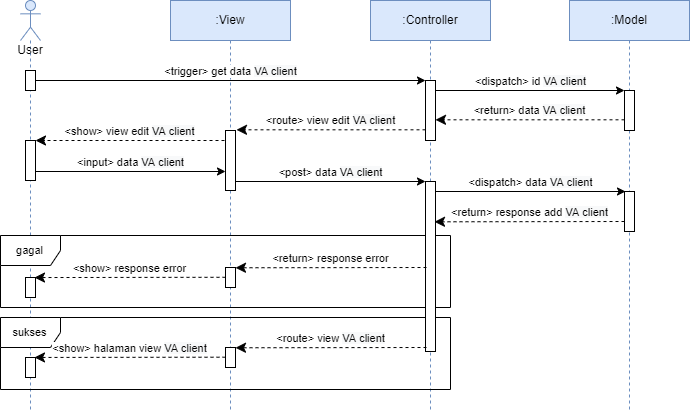 :View
:Controller
:Model
User
<trigger> get data VA client
<dispatch> id VA client
<return> data VA client
<route> view edit VA client
<show> view edit VA client
<input> data VA client
<post> data VA client
<dispatch> data VA client
<return> response add VA client
gagal
<return> response error
<show> response error
sukses
<route> view VA client
<show> halaman view VA client